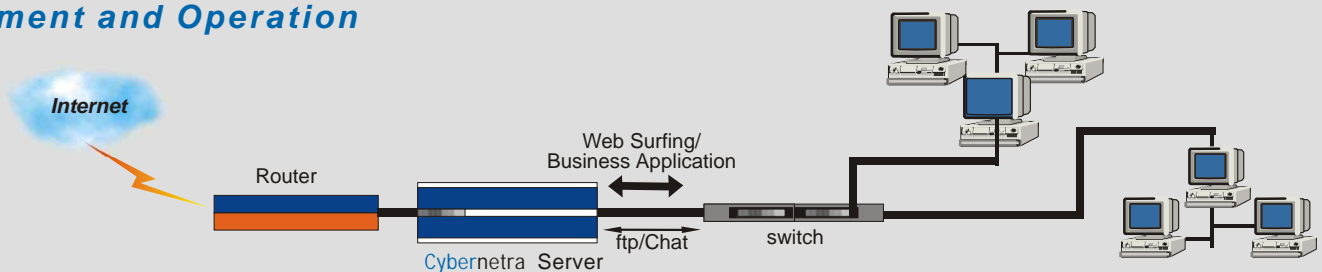 ment and Operation
Internet
Router
Web Surfing/
Business Application
ftp/Chat
switch
Cybernetra Server